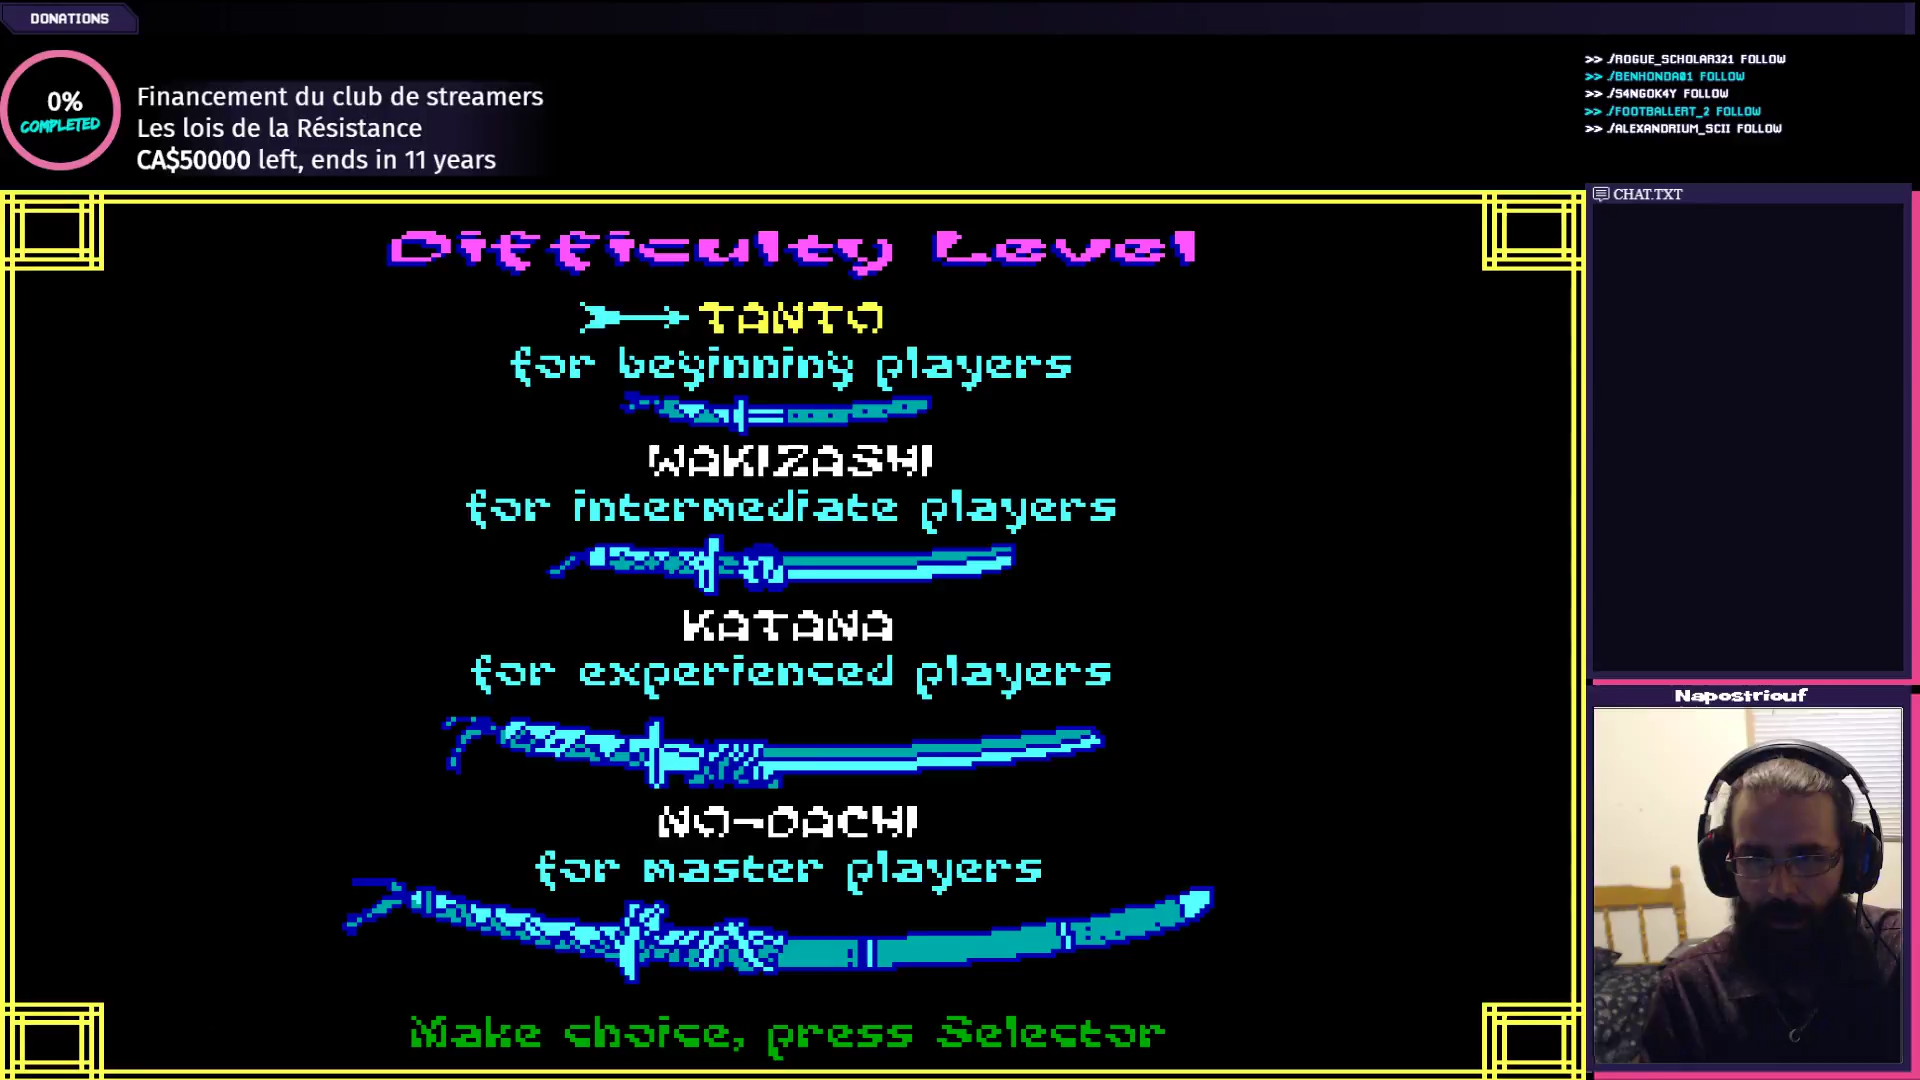 DONATIONS
0%
COMPLETED
Financement du club de streamers
Les lois de la Résistance
CA$50000 left, ends in 11 years
>> ./ROGUE_SCHOLAR321 FOLLOW
>> ./BENHONDA01 FOLLOW
>> ./S4NGOK4Y FOLLOW
>> ./FOOTBALLERT_2 FOLLOW
>> ./ALEXANDRIUM_SCII FOLLOW
CHAT.TXT
Difficulty Level
TANTO
for beginning players
WAKIZASHI
for intermediate players
KATANA
for experienced players
NO-DACHI
for master players
Make choice, press Selector
Napostriouf